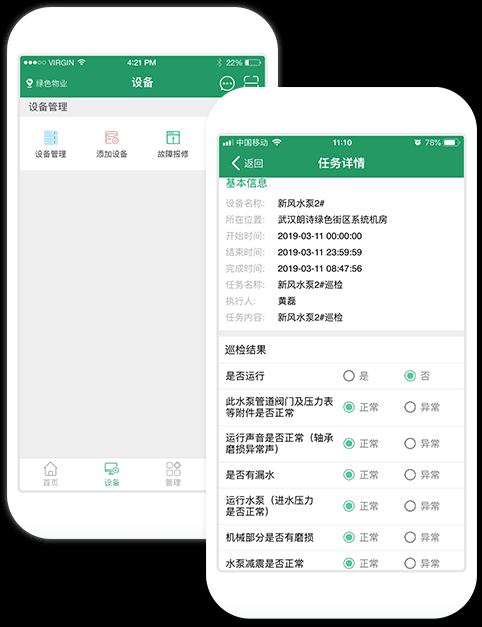 VIRGIN
4:21 PM
22%
绿色物业
设备
设备管理
设备管理
添加设备
故障报修
首页
设备
管理
中国移动
11:10
78%
返回
任务详情
基本信息
设备名称: 新风水泵2#
所在位置: 武汉朗诗绿色街区系统机房
开始时间: 2019-03-11 00:00:00
结束时间: 2019-03-11 23:59:59
完成时间: 2019-03-11 08:47:56
任务名称: 新风水泵2#巡检
执行人: 黄磊
任务内容: 新风水泵2#巡检
巡检结果
是否运行 是 否
此水泵管道阀门及压力表
等附件是否正常 正常 异常
运行声音是否正常（轴承
磨损异常声） 正常 异常
是否有漏水 正常 异常
运行水泵（进水压力
是否正常） 正常 异常
机械部分是否有磨损 正常 异常
水泵减震是否正常 正常 异常